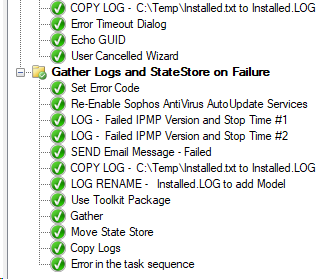 COPY LOG - C:\Temp\Installed.txt to Installed.LOG
Error Timeout Dialog
Echo GUID
User Cancelled Wizard
Gather Logs and StateStore on Failure
Set Error Code
Re-Enable Sophos AntiVirus AutoUpdate Services
LOG - Failed IPMP Version and Stop Time #1
LOG - Failed IPMP Version and Stop Time #2
SEND Email Message - Failed
COPY LOG - C:\Temp\Installed.txt to Installed.LOG
LOG RENAME - Installed.LOG to add Model
Use Toolkit Package
Gather
Move State Store
Copy Logs
Error in the task sequence